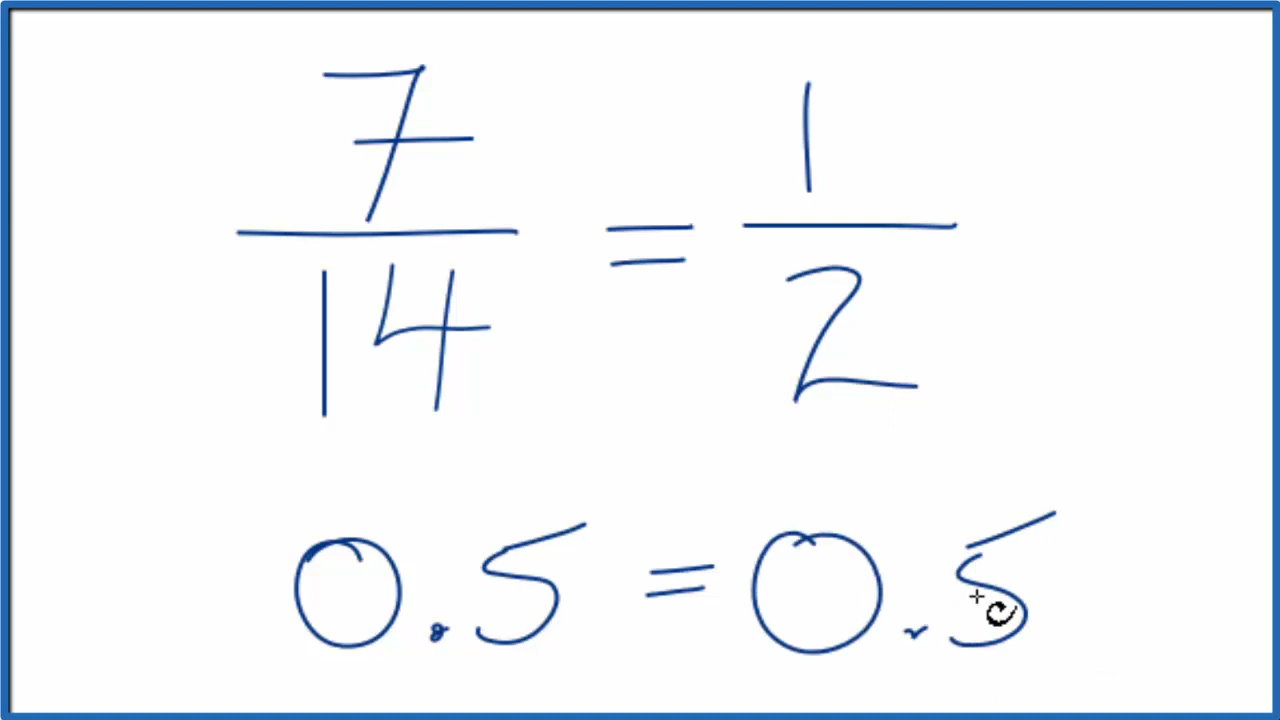 7/14 = 1/2
0.5 = 0.5